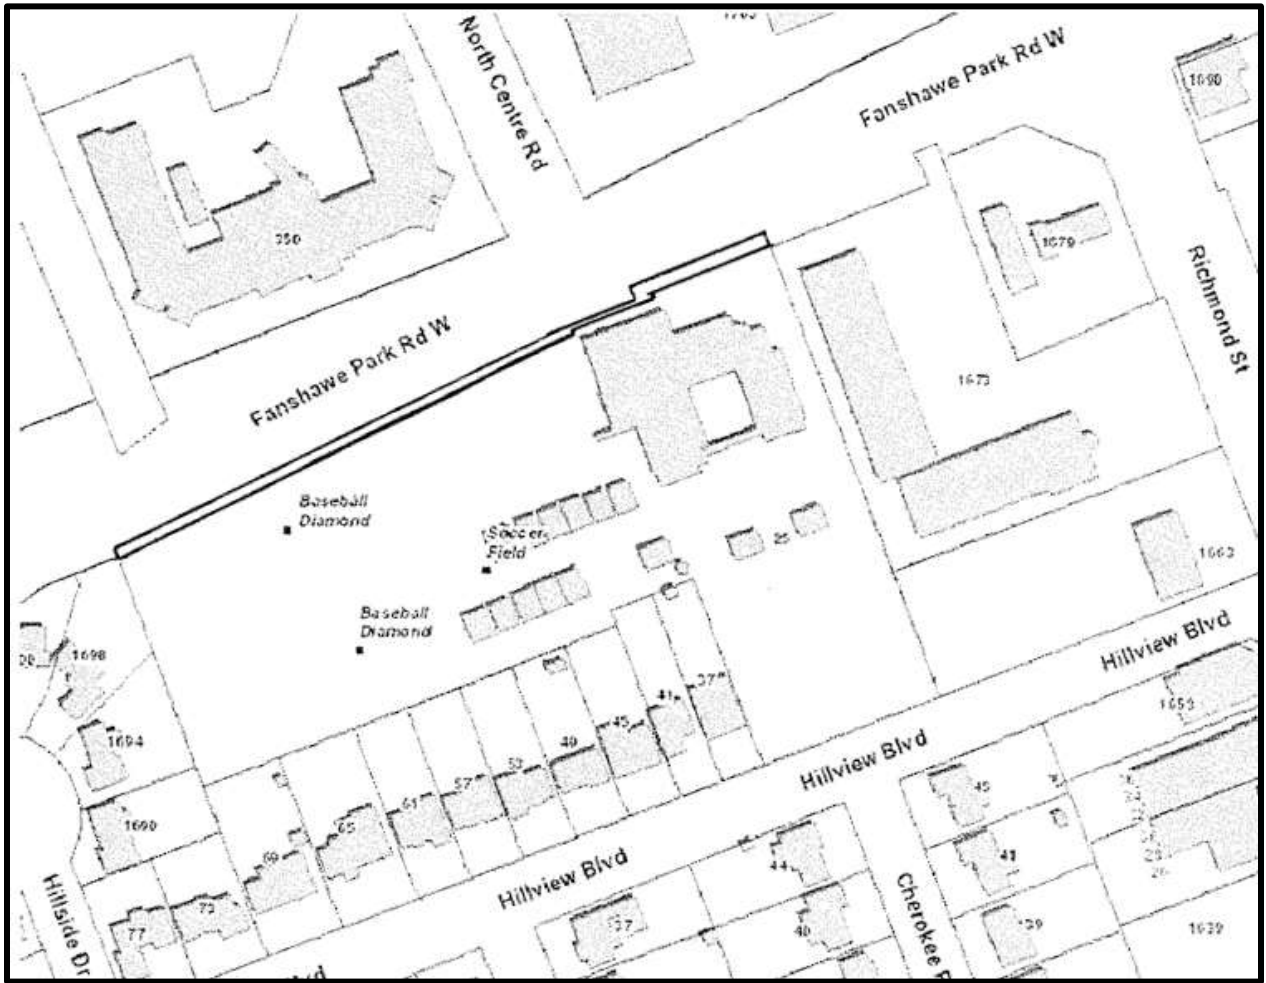 North Centre Rd
Fanshawe Park Rd W
1690
350
1679
Richmond St
Fanshawe Park Rd W
1673
Baseball
Diamond
Soccer
Field
25
1663
Baseball
Diamond
Hillview Blvd
1698
1694
37
41
45
49
53
57
61
65
69
73
77
1690
1653
Hillview Blvd
45
41
39
44
40
37
Hillview Blvd
Hillside Dr
Cherokee
1639
26